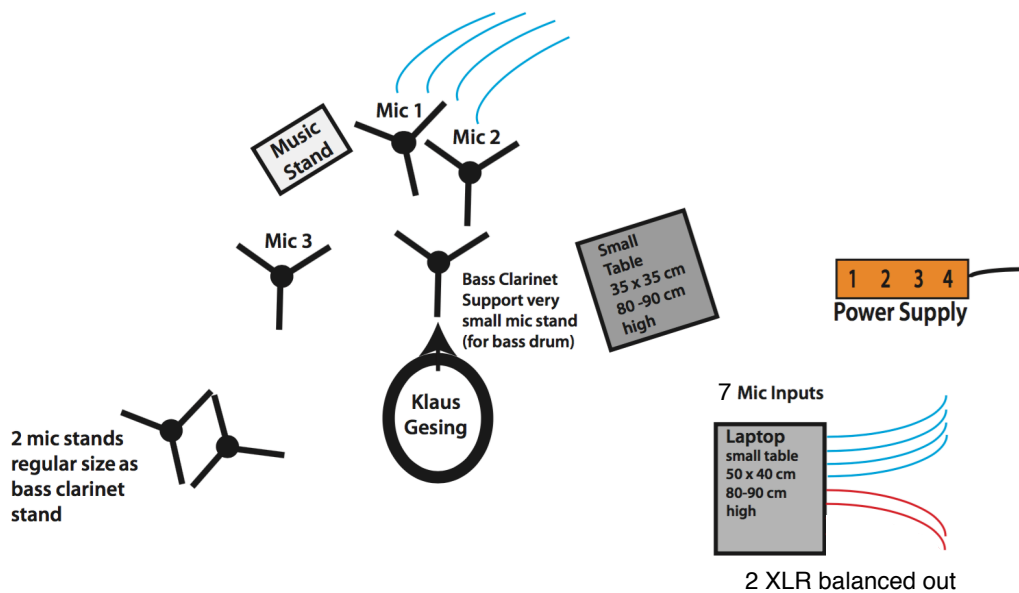 Mic 1
Mic 2
Music
Stand
Mic 3
Small
Table
35 x 35 cm
80 -90 cm
high
Bass Clarinet
Support very
small mic stand
(for bass drum)
1 2 3 4
Power Supply
Klaus
Gesing
2 mic stands
regular size as
bass clarinet
stand
7 Mic Inputs
Laptop
small table
50 x 40 cm
80-90 cm
high
2 XLR balanced out